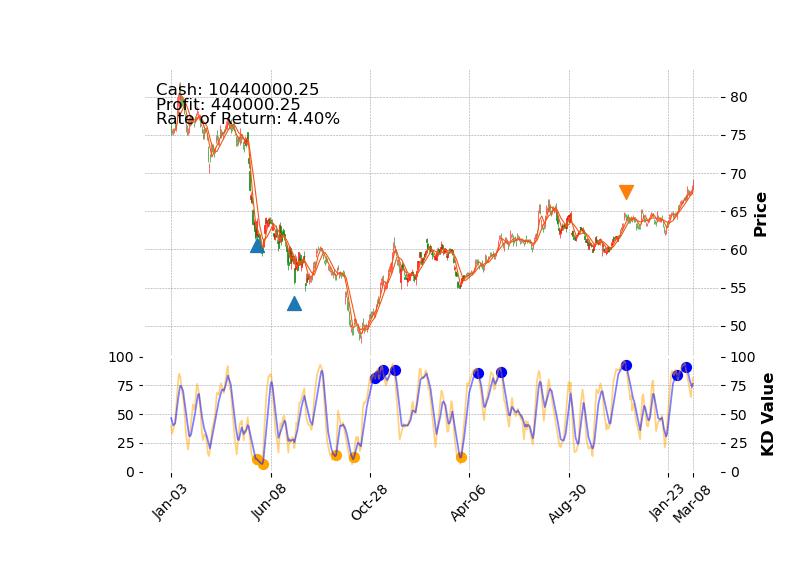 Cash: 10440000.25
Profit: 440000.25
Rate of Return: 4.40%
80
75
70
65
60
55
50
Price
100
75
50
25
0
100
75
50
25
0
KD Value
Jan-03
Jun-08
Oct-28
Apr-06
Aug-30
Jan-23
Mar-08